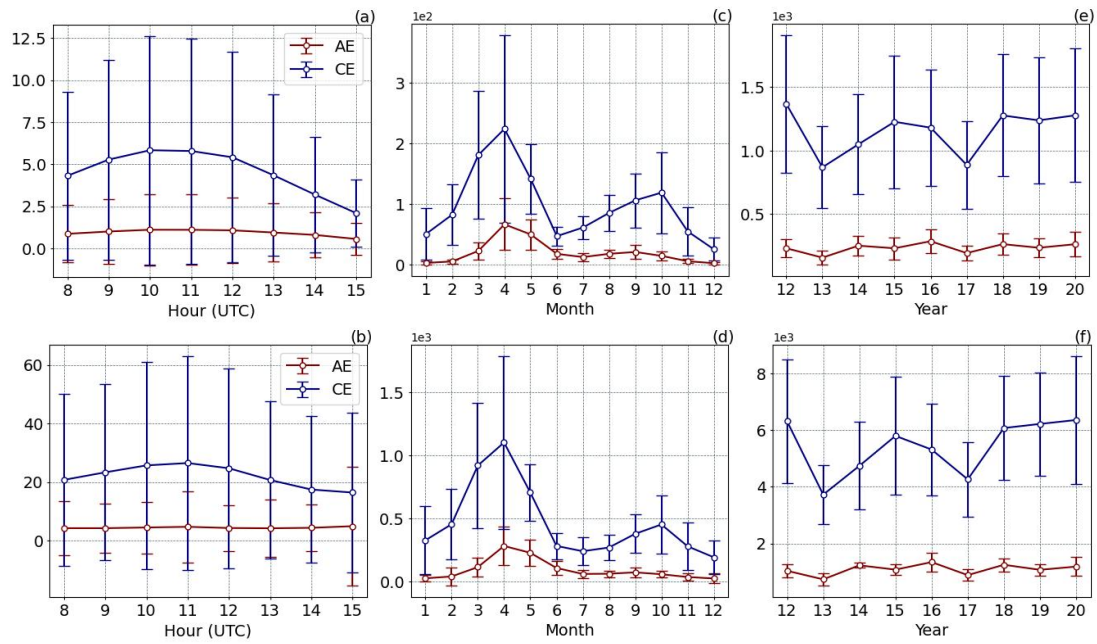 (a)
12.5
10.0
7.5
5.0
2.5
0.0
AE
CE
8 9 10 11 12 13 14 15
Hour (UTC)
(c)
1e2
3
2
1
0
1 2 3 4 5 6 7 8 9 10 11 12
Month
(e)
1e3
1.5
1.0
0.5
12 13 14 15 16 17 18 19 20
Year
(b)
60
40
20
0
AE
CE
8 9 10 11 12 13 14 15
Hour (UTC)
(d)
1e3
1.5
1.0
0.5
0.0
1 2 3 4 5 6 7 8 9 10 11 12
Month
(f)
1e3
8
6
4
2
12 13 14 15 16 17 18 19 20
Year